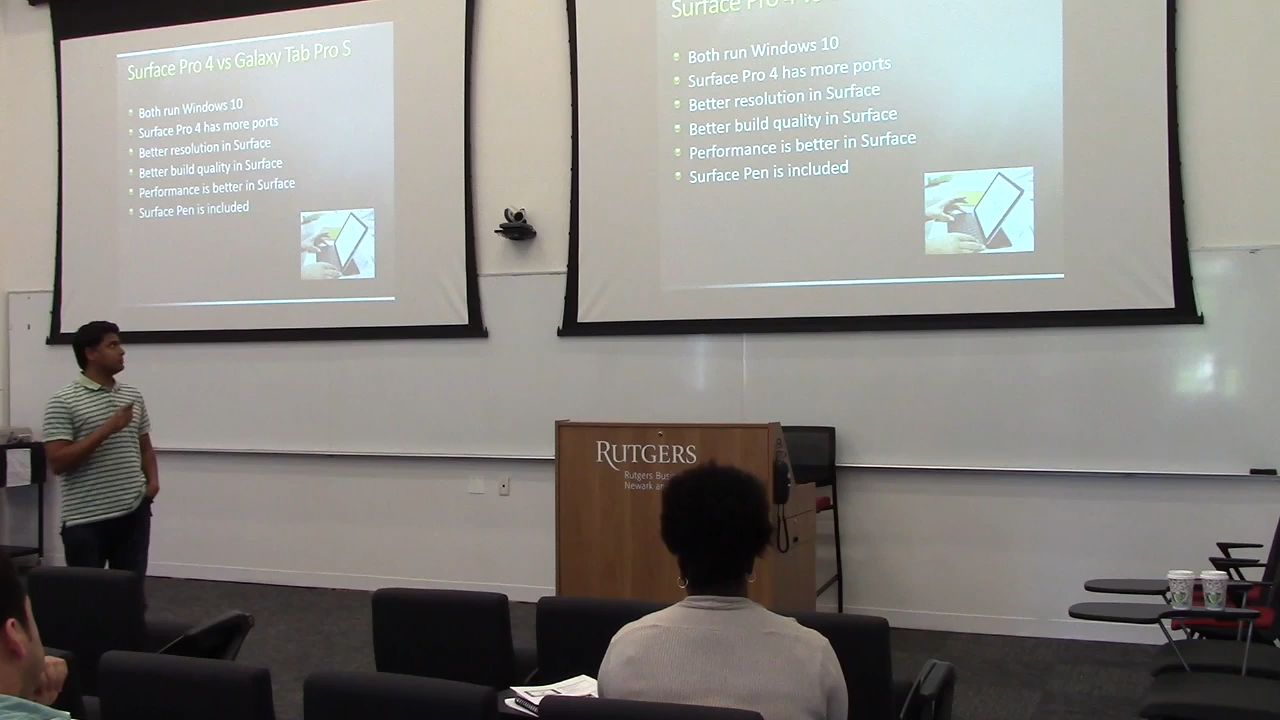 Surface Pro 4 vs Galaxy Tab Pro S
Both run Windows 10
Surface Pro 4 has more ports
Better resolution in Surface
Better build quality in Surface
Performance is better in Surface
Surface Pen is included
Surface Pro 4
Both run Windows 10
Surface Pro 4 has more ports
Better resolution in Surface
Better build quality in Surface
Performance is better in Surface
Surface Pen is included
RUTGERS
Rutgers Bus
Newark an